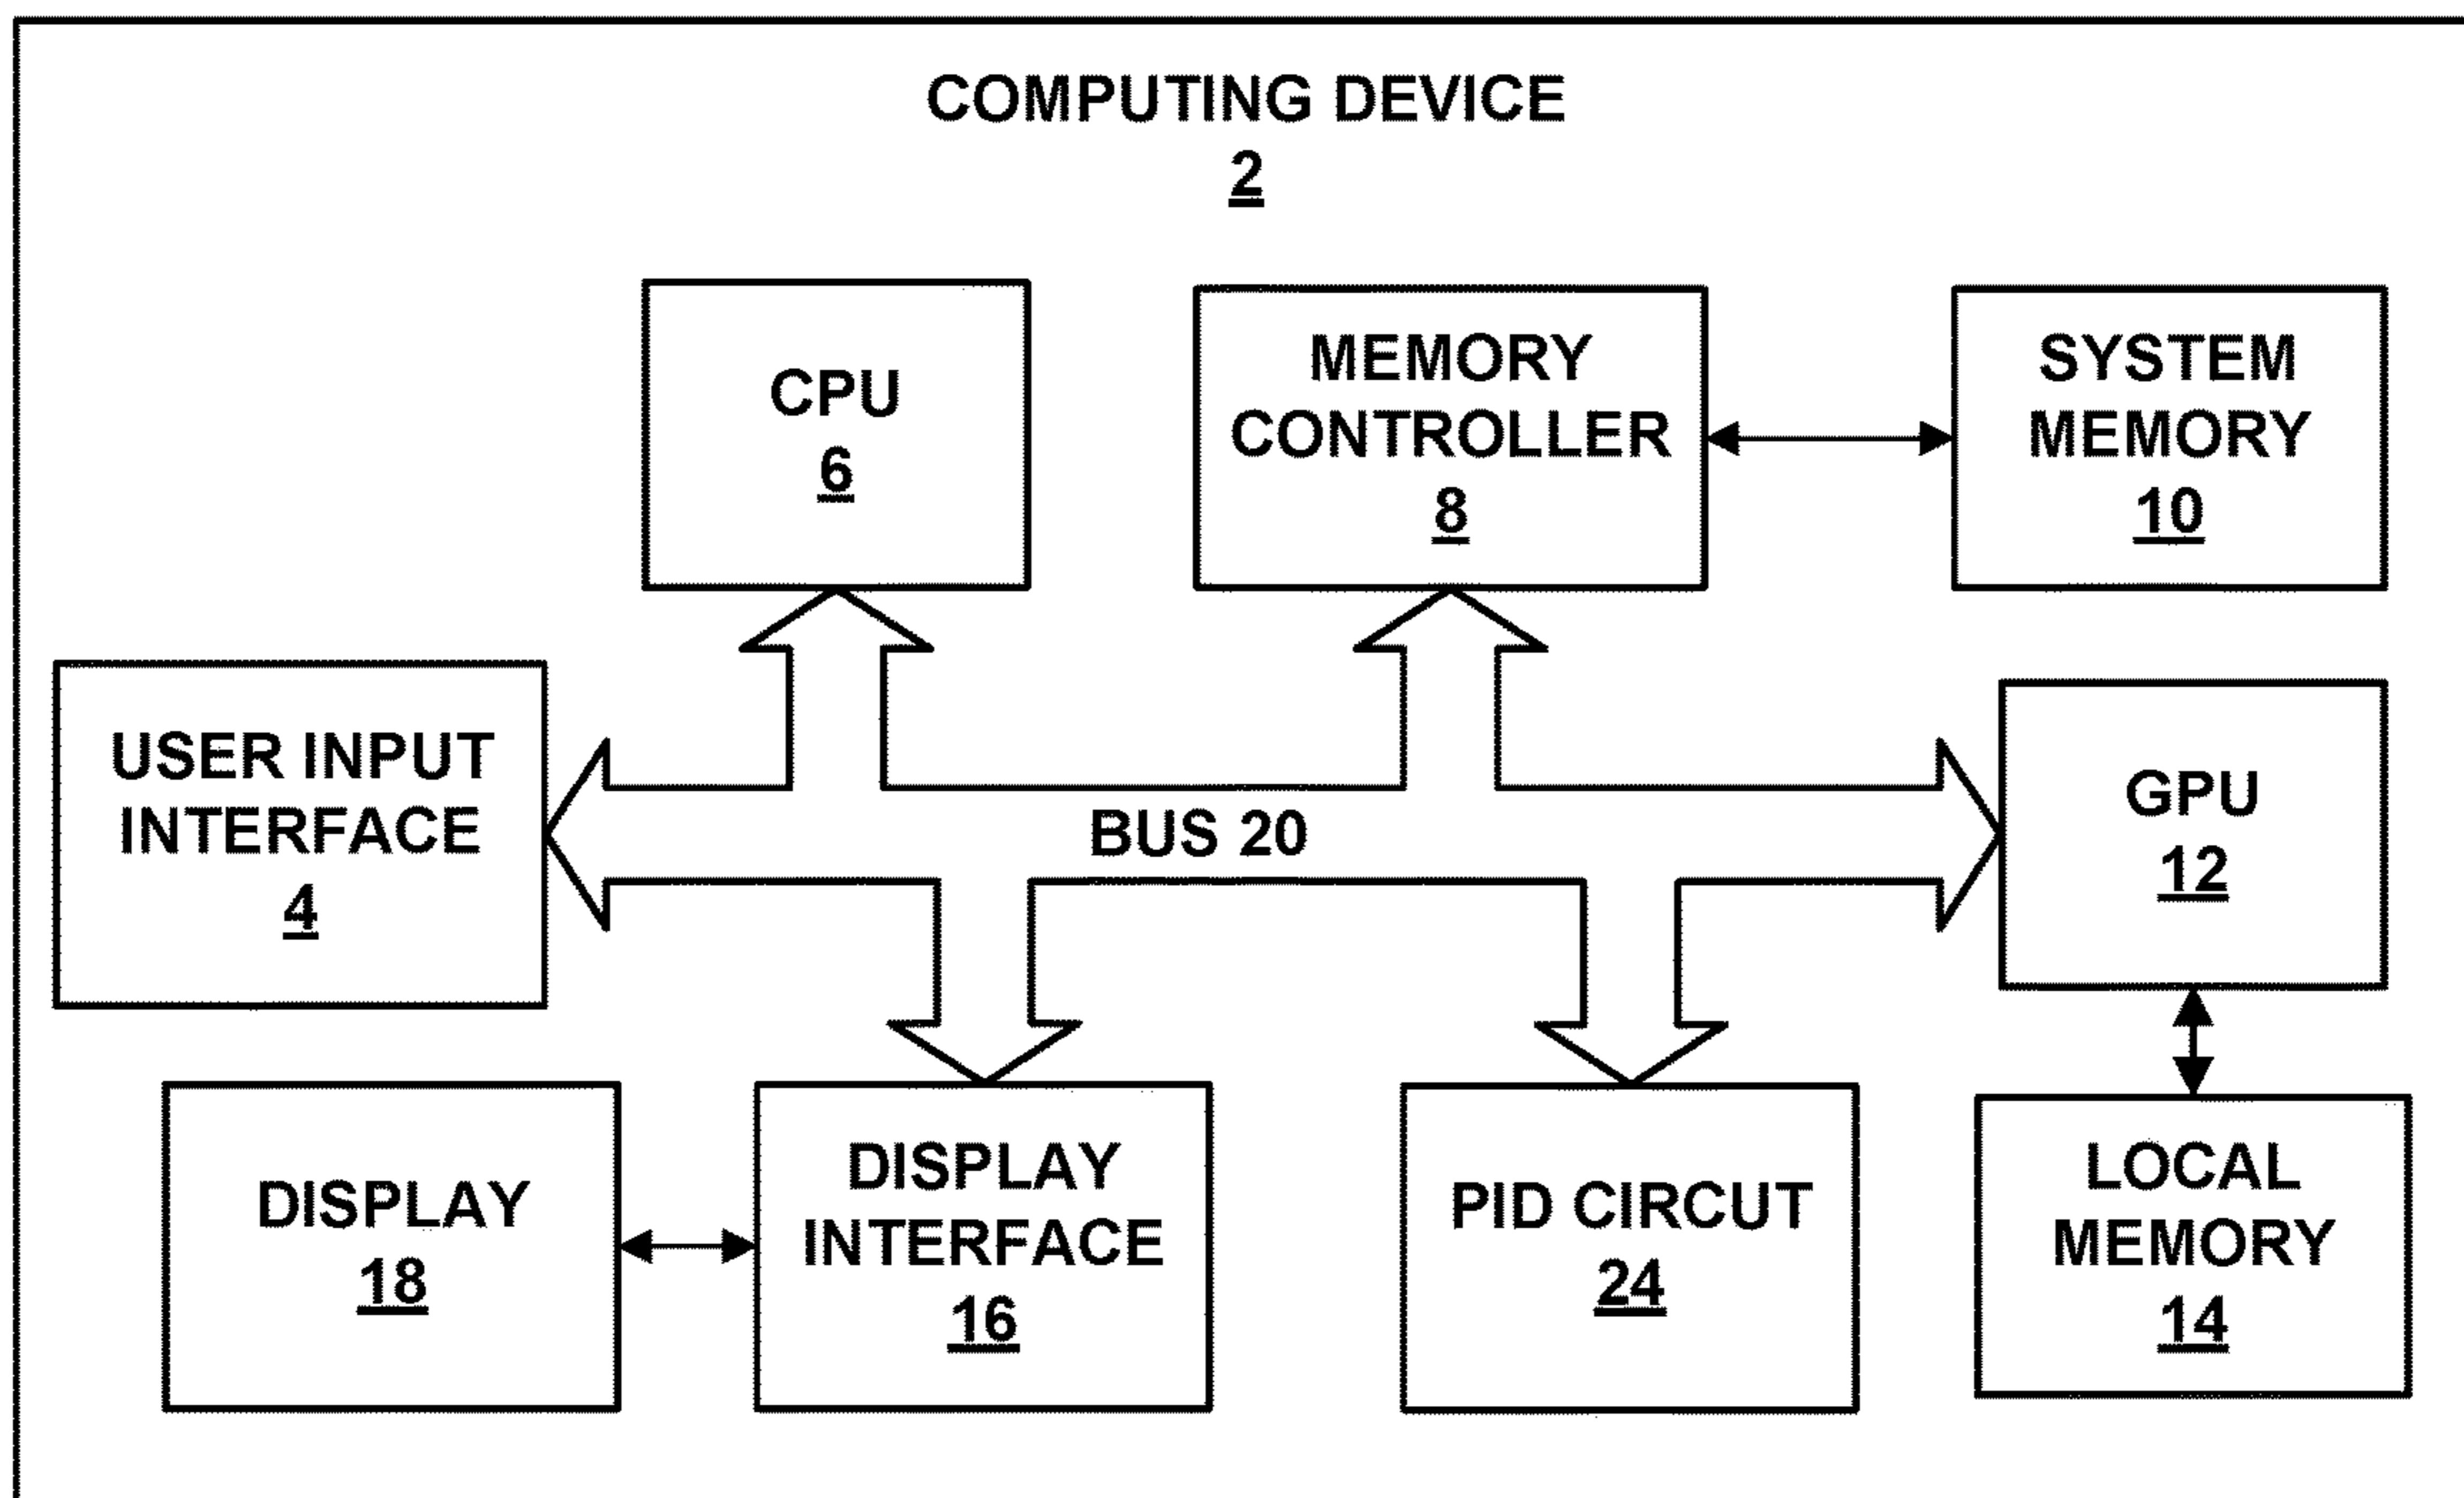 COMPUTING DEVICE
2
CPU
6
MEMORY
CONTROLLER
8
SYSTEM
MEMORY
10
USER INPUT
INTERFACE
4
BUS 20
GPU
12
DISPLAY
18
DISPLAY
INTERFACE
16
PID CIRCUT
24
LOCAL
MEMORY
14